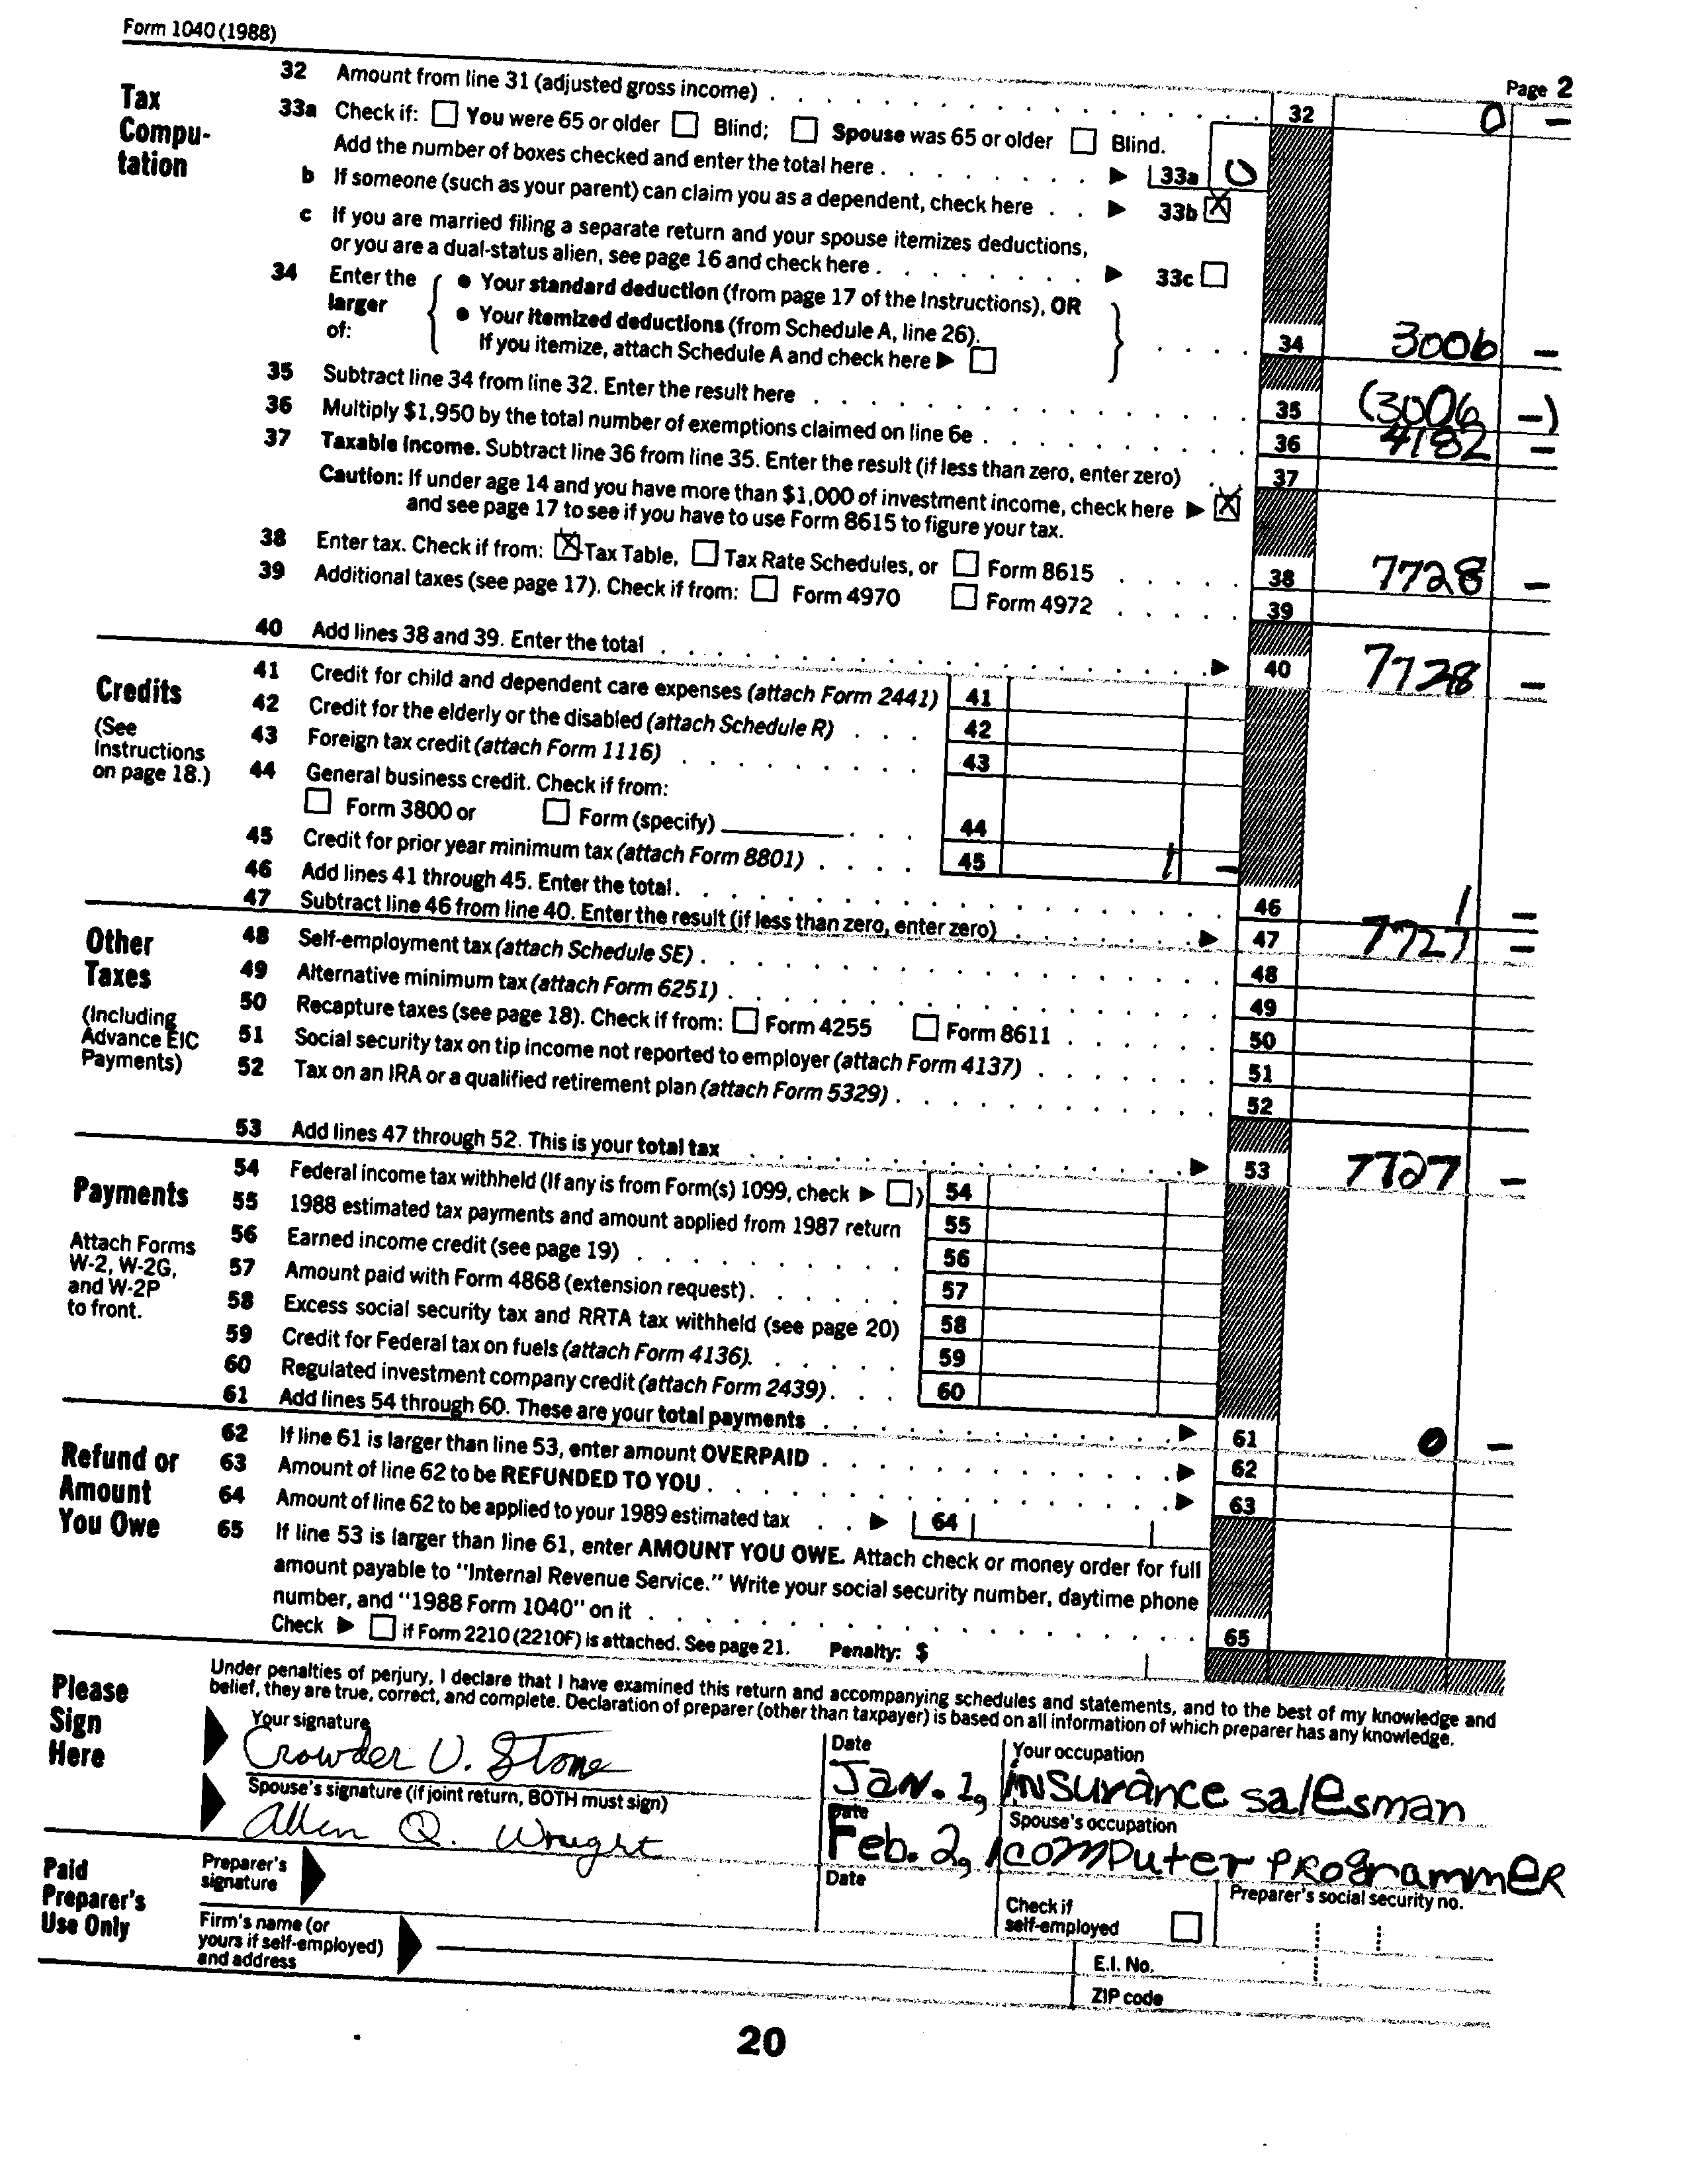 Form 1040 (1988)
Page 2
Tax Compu-tation
32 Amount from line 31 (adjusted gross income) 32 0 —
33a Check if: ☐ You were 65 or older ☐ Blind; ☐ Spouse was 65 or older ☐ Blind.
Add the number of boxes checked and enter the total here ▶ 33a 0
b If someone (such as your parent) can claim you as a dependent, check here ▶ 33b ☒
c If you are married filing a separate return and your spouse itemizes deductions,
or you are a dual-status alien, see page 16 and check here ▶ 33c ☐
34 Enter the larger of: { ● Your standard deduction (from page 17 of the Instructions), OR
● Your itemized deductions (from Schedule A, line 26).
If you itemize, attach Schedule A and check here ▶ ☐ } 34 3006 —
35 Subtract line 34 from line 32. Enter the result here 35 (3006 —)
36 Multiply $1,950 by the total number of exemptions claimed on line 6e 36 4182 —
37 Taxable income. Subtract line 36 from line 35. Enter the result (if less than zero, enter zero) 37
Caution: If under age 14 and you have more than $1,000 of investment income, check here ▶ ☒
and see page 17 to see if you have to use Form 8615 to figure your tax.
38 Enter tax. Check if from: ☒ Tax Table, ☐ Tax Rate Schedules, or ☐ Form 8615 38 7728 —
39 Additional taxes (see page 17). Check if from: ☐ Form 4970 ☐ Form 4972 39
40 Add lines 38 and 39. Enter the total ▶ 40 7728 —
Credits
(See Instructions on page 18.)
41 Credit for child and dependent care expenses (attach Form 2441) 41
42 Credit for the elderly or the disabled (attach Schedule R) 42
43 Foreign tax credit (attach Form 1116) 43
44 General business credit. Check if from:
☐ Form 3800 or ☐ Form (specify) 44
45 Credit for prior year minimum tax (attach Form 8801) 45 1 —
46 Add lines 41 through 45. Enter the total 46 1 —
47 Subtract line 46 from line 40. Enter the result (if less than zero, enter zero) ▶ 47 7727 —
Other Taxes
(Including Advance EIC Payments)
48 Self-employment tax (attach Schedule SE) 48
49 Alternative minimum tax (attach Form 6251) 49
50 Recapture taxes (see page 18). Check if from: ☐ Form 4255 ☐ Form 8611 50
51 Social security tax on tip income not reported to employer (attach Form 4137) 51
52 Tax on an IRA or a qualified retirement plan (attach Form 5329) 52
53 Add lines 47 through 52. This is your total tax ▶ 53 7727 —
Payments
Attach Forms W-2, W-2G, and W-2P to front.
54 Federal income tax withheld (If any is from Form(s) 1099, check ▶ ☐) 54
55 1988 estimated tax payments and amount applied from 1987 return 55
56 Earned income credit (see page 19) 56
57 Amount paid with Form 4868 (extension request) 57
58 Excess social security tax and RRTA tax withheld (see page 20) 58
59 Credit for Federal tax on fuels (attach Form 4136) 59
60 Regulated investment company credit (attach Form 2439) 60
61 Add lines 54 through 60. These are your total payments ▶ 61 0 —
Refund or Amount You Owe
62 If line 61 is larger than line 53, enter amount OVERPAID ▶ 62
63 Amount of line 62 to be REFUNDED TO YOU ▶ 63
64 Amount of line 62 to be applied to your 1989 estimated tax ▶ 64
65 If line 53 is larger than line 61, enter AMOUNT YOU OWE. Attach check or money order for full
amount payable to "Internal Revenue Service." Write your social security number, daytime phone
number, and "1988 Form 1040" on it 65
Check ▶ ☐ if Form 2210 (2210F) is attached. See page 21. Penalty: $
Please Sign Here
Under penalties of perjury, I declare that I have examined this return and accompanying schedules and statements, and to the best of my knowledge and
belief, they are true, correct, and complete. Declaration of preparer (other than taxpayer) is based on all information of which preparer has any knowledge.
Your signature Date Your occupation
Crowder U. Stone Jan. 1, insurance salesman
Spouse's signature (if joint return, BOTH must sign) Date Spouse's occupation
Allen Q. Wright Feb. 2, 1 computer programmer
Paid Preparer's Use Only
Preparer's signature Date Check if self-employed ☐ Preparer's social security no.
Firm's name (or yours if self-employed) and address E.I. No.
ZIP code
20